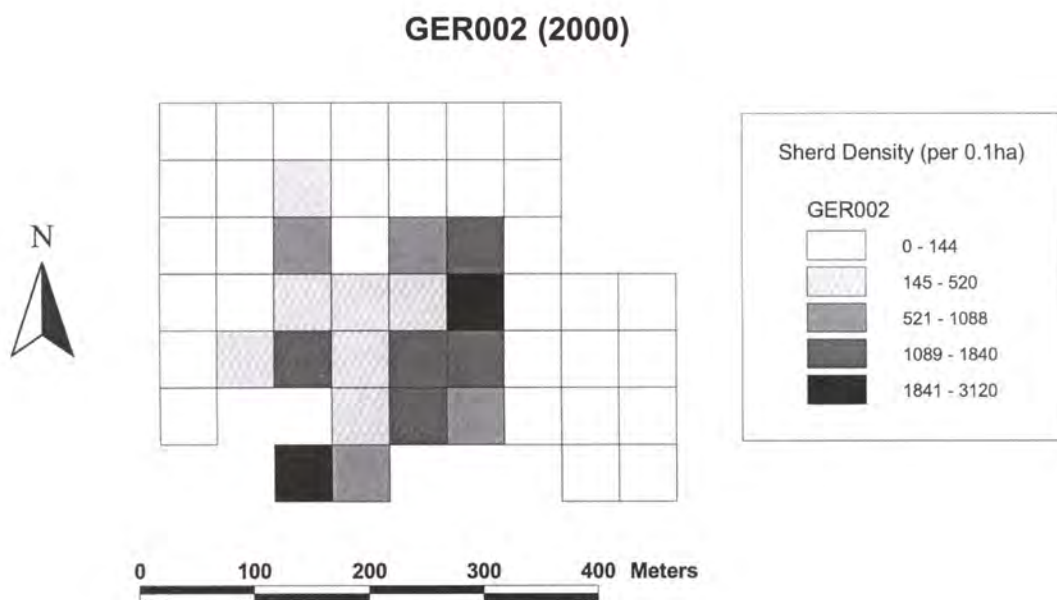 GER002 (2000)
Sherd Density (per 0.1ha)
GER002
0 - 144
145 - 520
521 - 1088
1089 - 1840
1841 - 3120
N
0 100 200 300 400 Meters